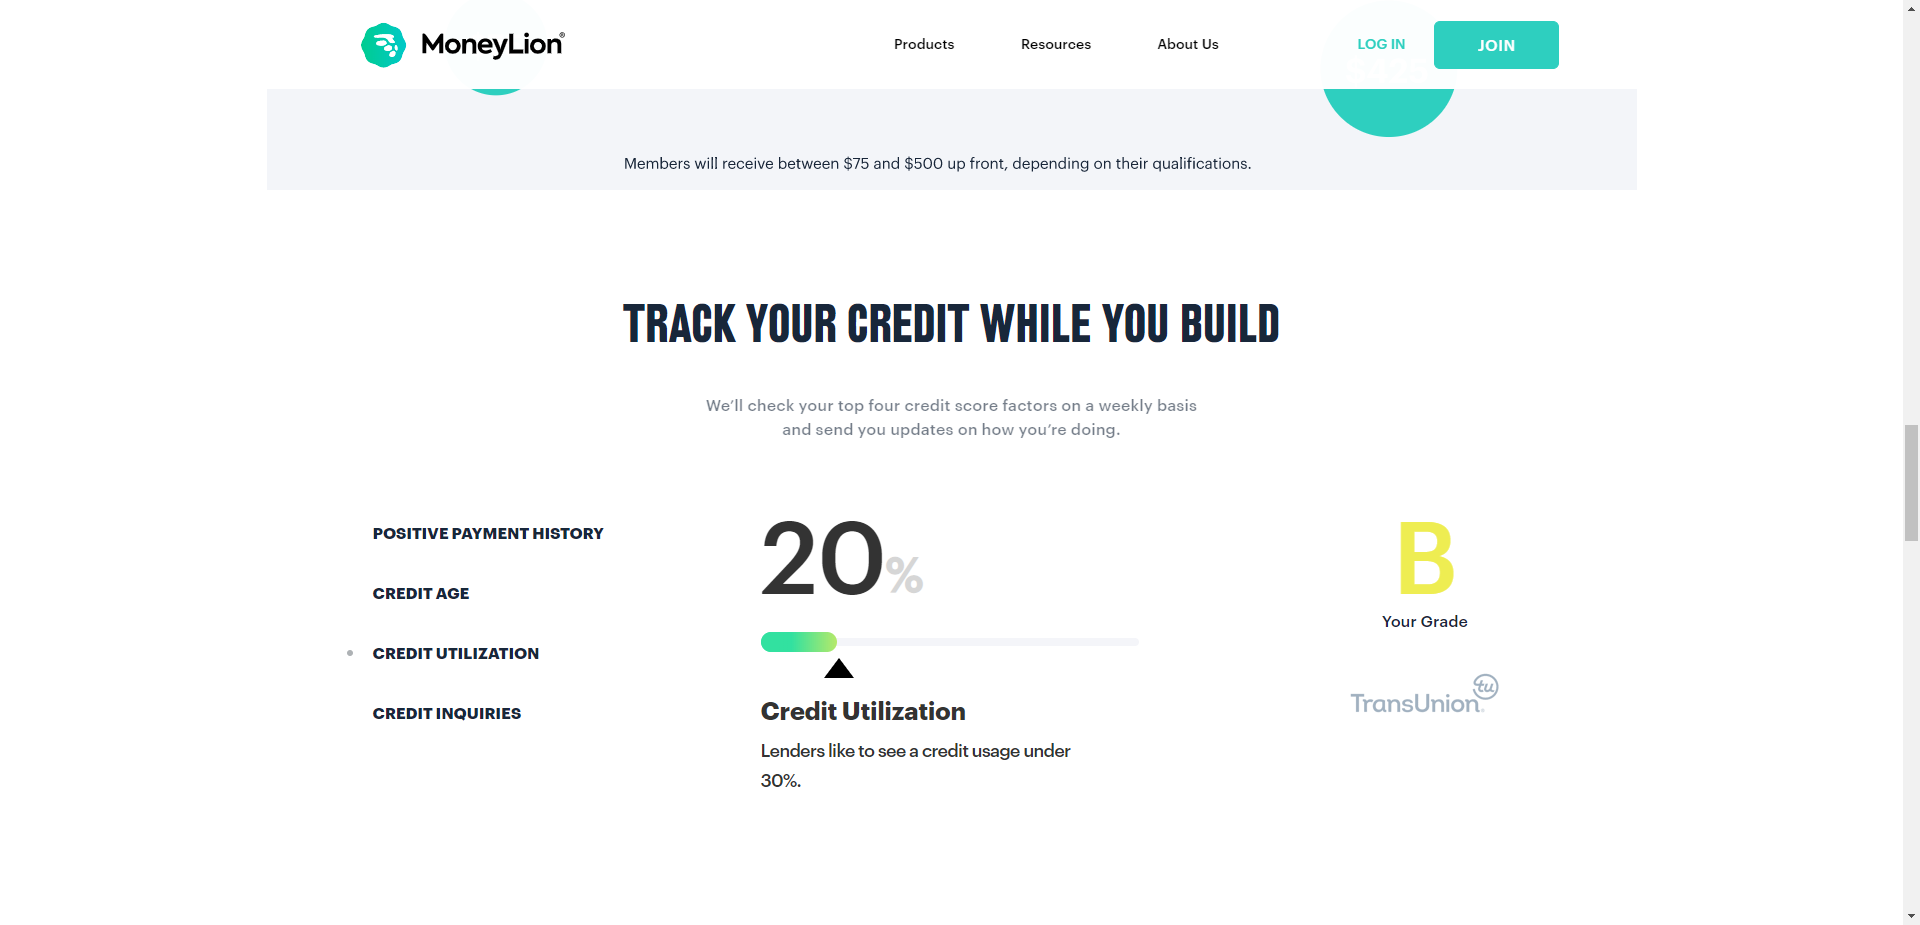 MoneyLion®
Products
Resources
About Us
LOG IN
JOIN
Members will receive between $75 and $500 up front, depending on their qualifications.
TRACK YOUR CREDIT WHILE YOU BUILD
We’ll check your top four credit score factors on a weekly basis
and send you updates on how you’re doing.
POSITIVE PAYMENT HISTORY
CREDIT AGE
CREDIT UTILIZATION
CREDIT INQUIRIES
20%
Credit Utilization
Lenders like to see a credit usage under
30%.
B
Your Grade
TransUnion
tu